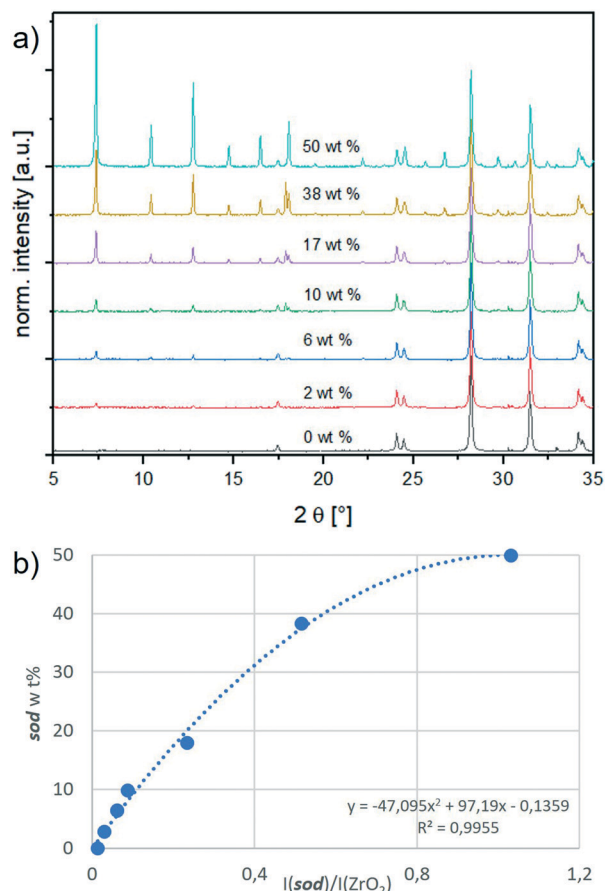 a)
norm. intensity [a.u.]
50 wt %
38 wt %
17 wt %
10 wt %
6 wt %
2 wt %
0 wt %
5 10 15 20 25 30 35
2 θ [°]
b)
50
40
30
20
10
0
sod w t%
y = -47,095x² + 97,19x - 0,1359
R² = 0,9955
0 0,4 0,8 1,2
I(sod)/I(ZrO₂)